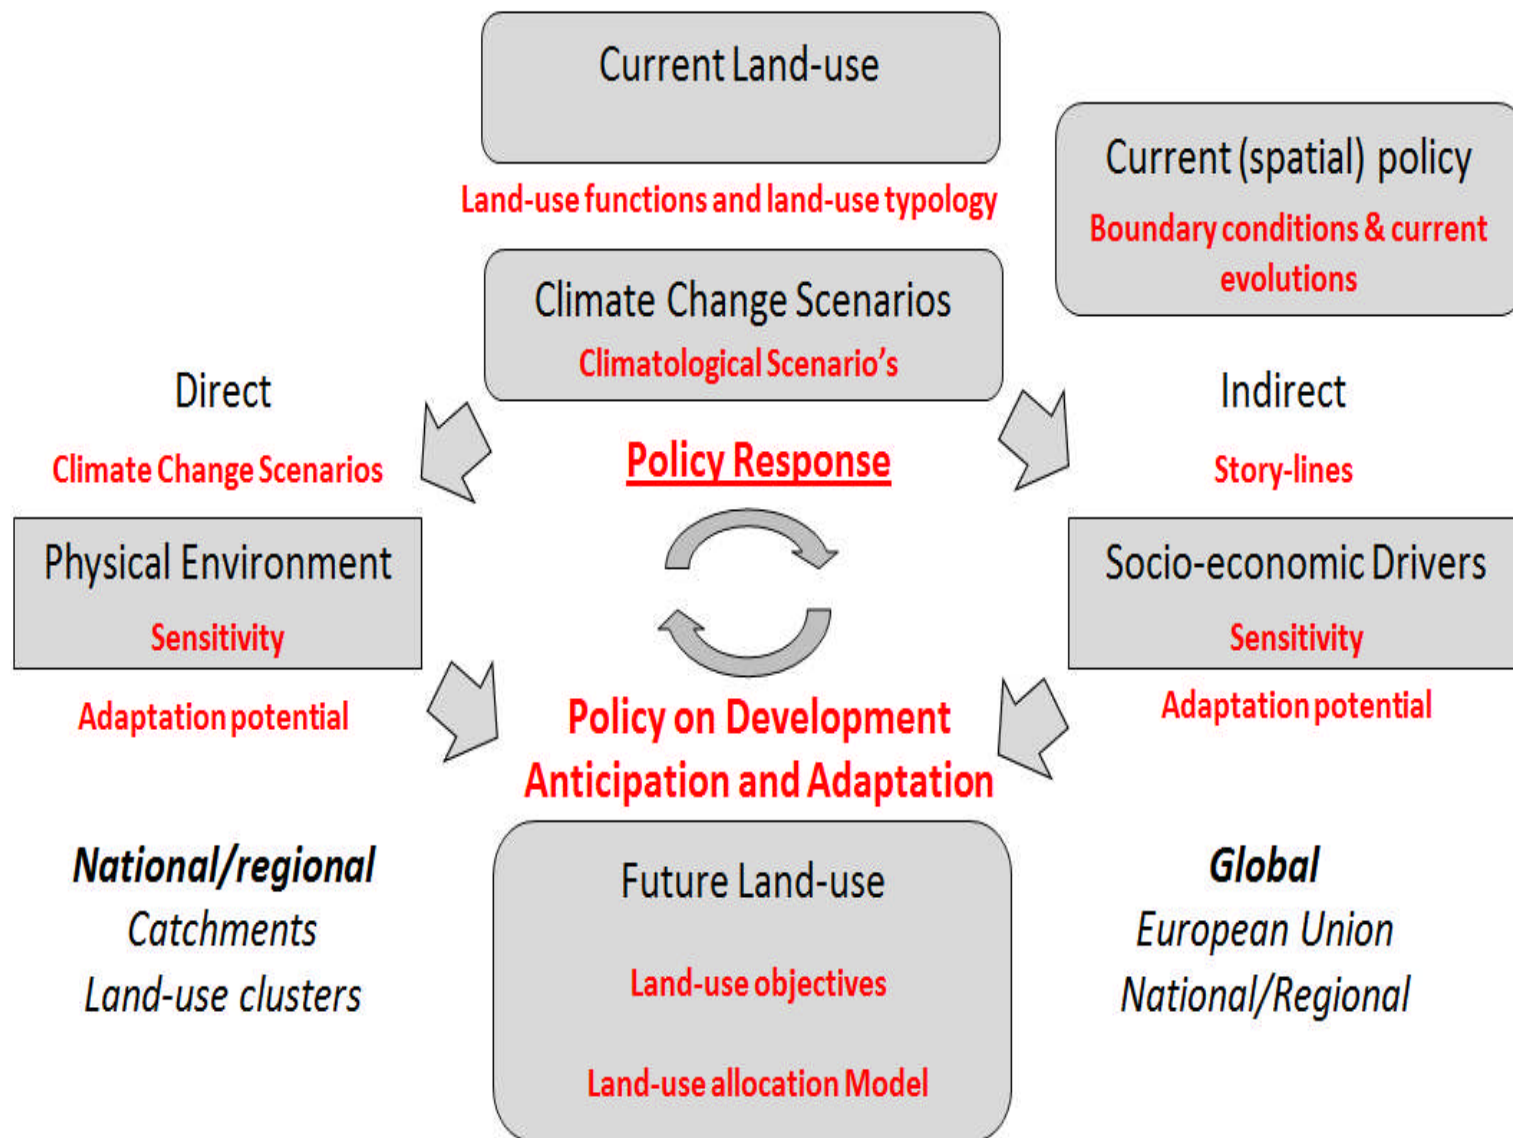 Current Land-use
Land-use functions and land-use typology
Current (spatial) policy
Boundary conditions & current
evolutions
Climate Change Scenarios
Climatological Scenario's
Direct
Climate Change Scenarios
Policy Response
Indirect
Story-lines
Physical Environment
Sensitivity
Adaptation potential
Socio-economic Drivers
Sensitivity
Adaptation potential
Policy on Development
Anticipation and Adaptation
National/regional
Catchments
Land-use clusters
Future Land-use
Land-use objectives
Land-use allocation Model
Global
European Union
National/Regional